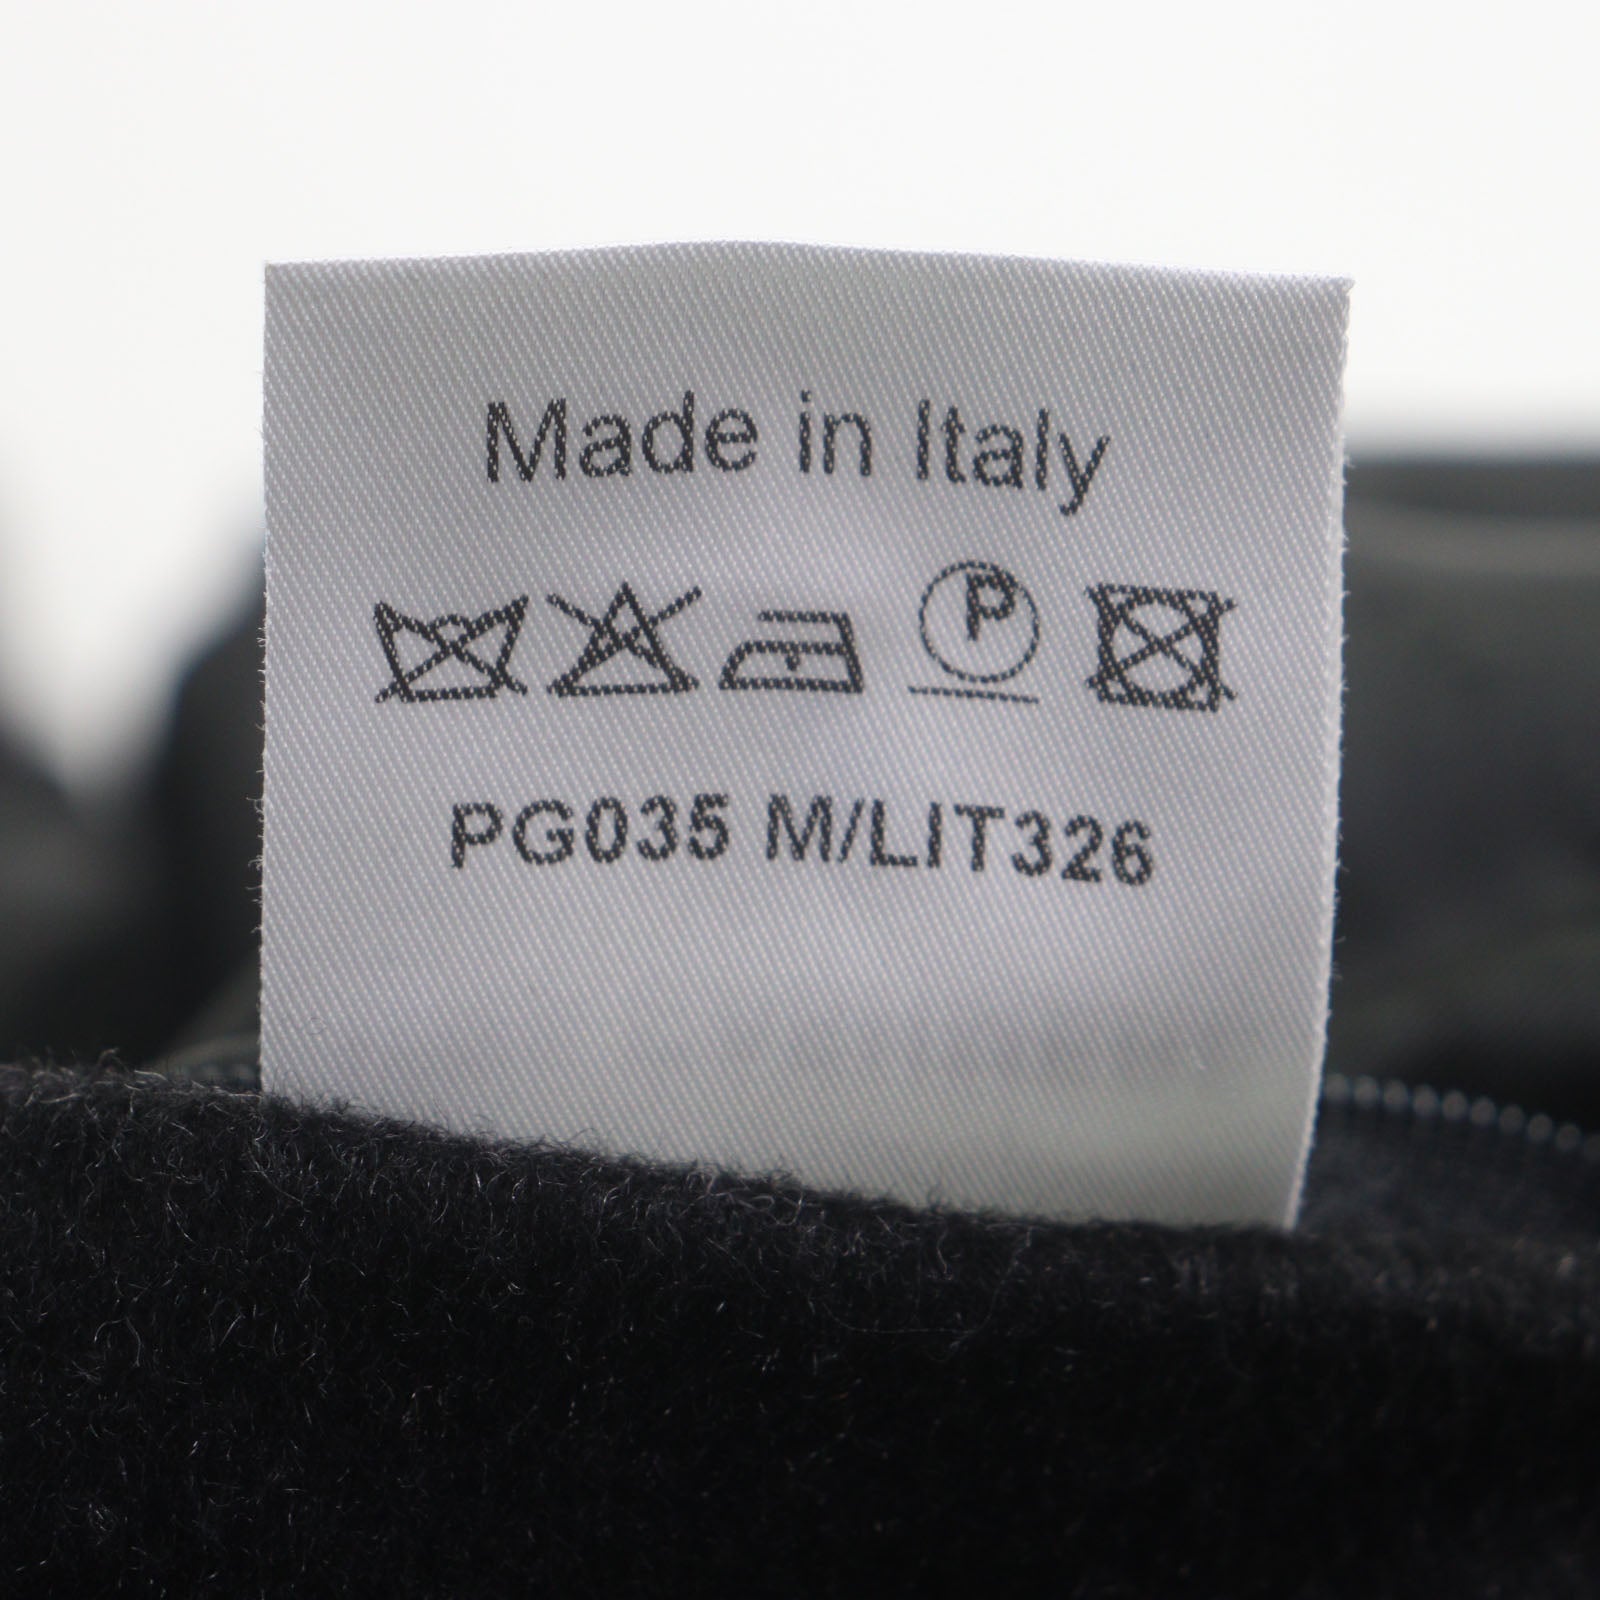 Made in Italy
P
PG035 M/LIT326